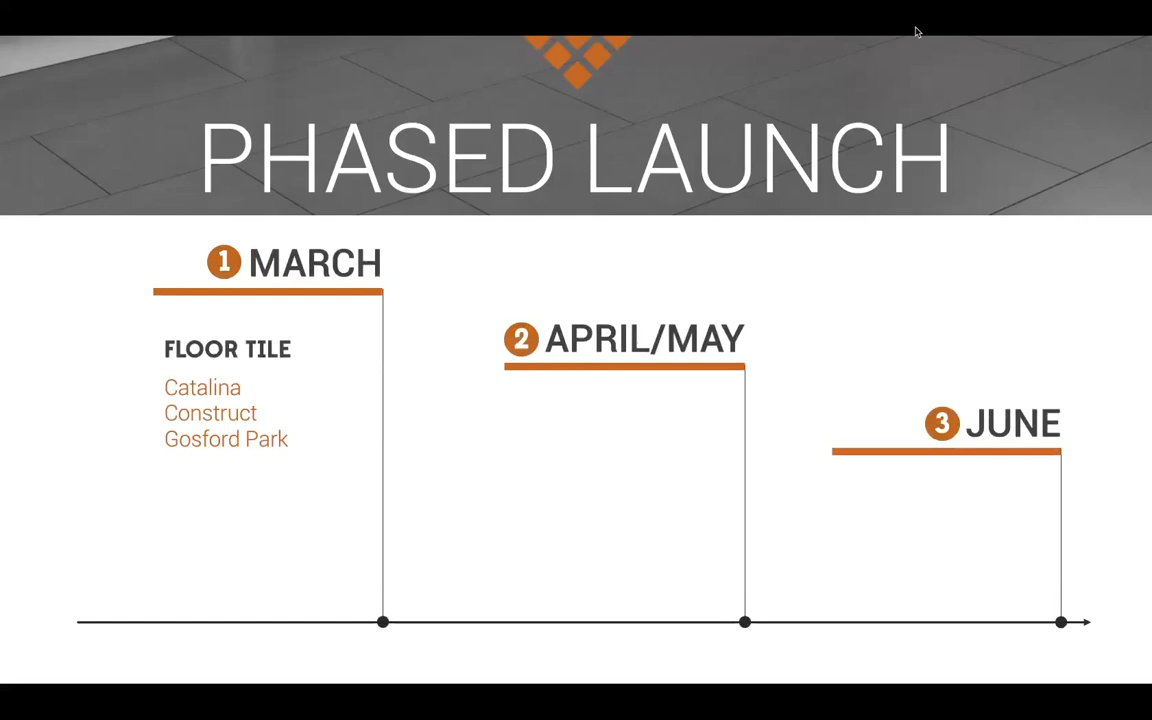 PHASED LAUNCH
1 MARCH
FLOOR TILE
Catalina
Construct
Gosford Park
2 APRIL/MAY
3 JUNE